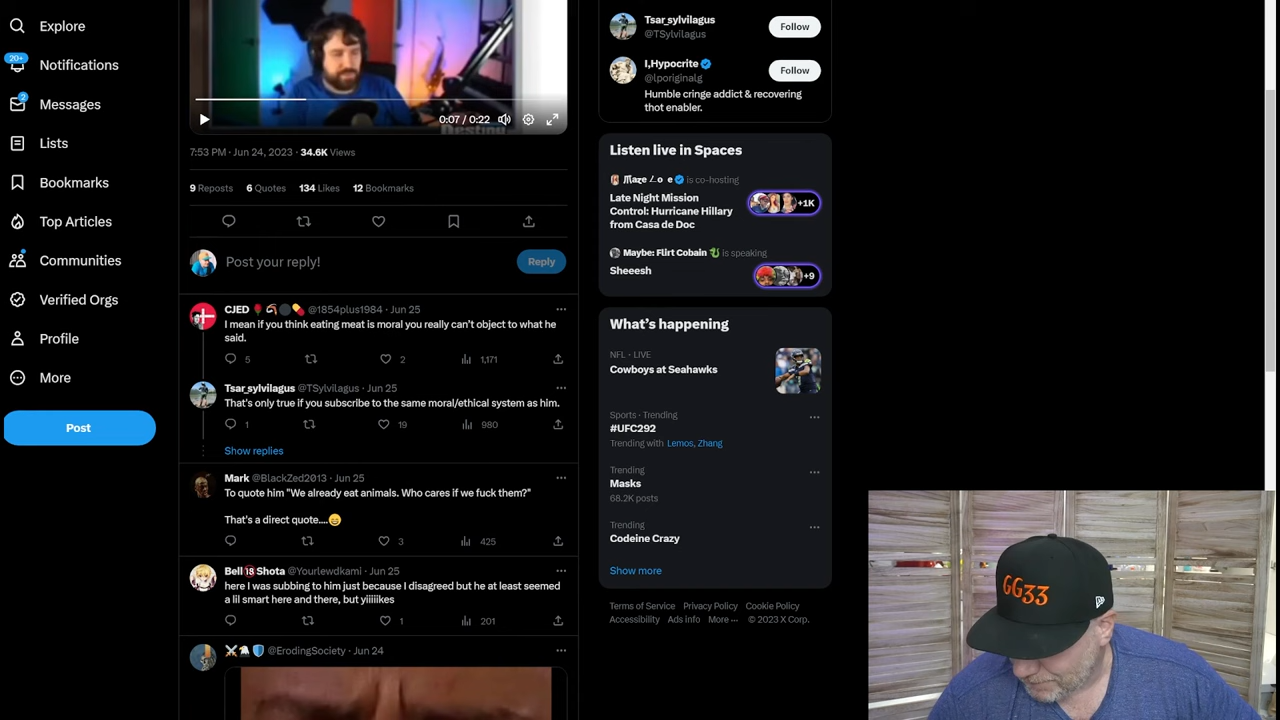 Explore
20+
Notifications
2
Messages
Lists
Bookmarks
Top Articles
Communities
Verified Orgs
Profile
More
Post
0:07 / 0:22
Destiny
7:53 PM · Jun 24, 2023 · 34.6K Views
9 Reposts 6 Quotes 134 Likes 12 Bookmarks
Post your reply!
Reply
CJED @1854plus1984 · Jun 25
I mean if you think eating meat is moral you really can't object to what he
said.
5 2 1,171
Tsar_sylvilagus @TSylvilagus · Jun 25
That's only true if you subscribe to the same moral/ethical system as him.
1 19 980
Show replies
Mark @BlackZed2013 · Jun 25
To quote him "We already eat animals. Who cares if we fuck them?"
That's a direct quote....😄
3 425
Bell🔞Shota @Yourlewdkami · Jun 25
here I was subbing to him just because I disagreed but he at least seemed
a lil smart here and there, but yiiiiikes
1 201
@ErodingSociety · Jun 24
Tsar_sylvilagus
@TSylvilagus
Follow
I,Hypocrite
@lporiginalg
Follow
Humble cringe addict & recovering
thot enabler.
Listen live in Spaces
is co-hosting
Late Night Mission
Control: Hurricane Hillary
from Casa de Doc
+1K
Maybe: Flirt Cobain is speaking
Sheeesh
+9
What's happening
NFL · LIVE
Cowboys at Seahawks
Sports · Trending
#UFC292
Trending with Lemos, Zhang
Trending
Masks
68.2K posts
Trending
Codeine Crazy
Show more
Terms of Service Privacy Policy Cookie Policy
Accessibility Ads info More ··· © 2023 X Corp.
GG33